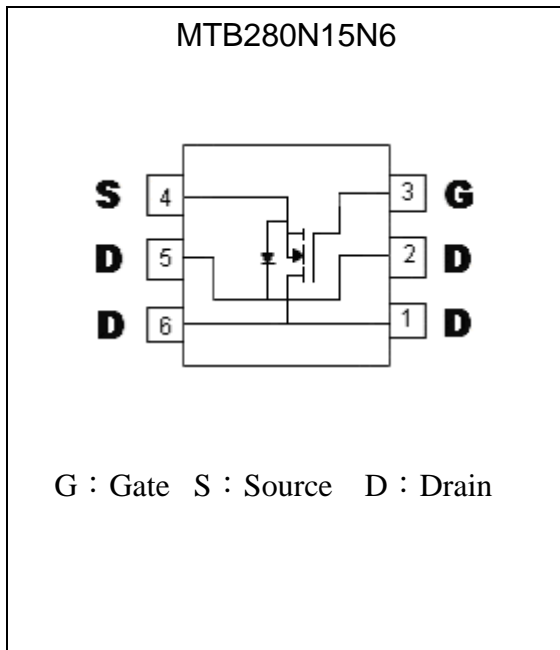 MTB280N15N6
S 4 3 G
D 5 2 D
D 6 1 D
G：Gate S：Source D：Drain